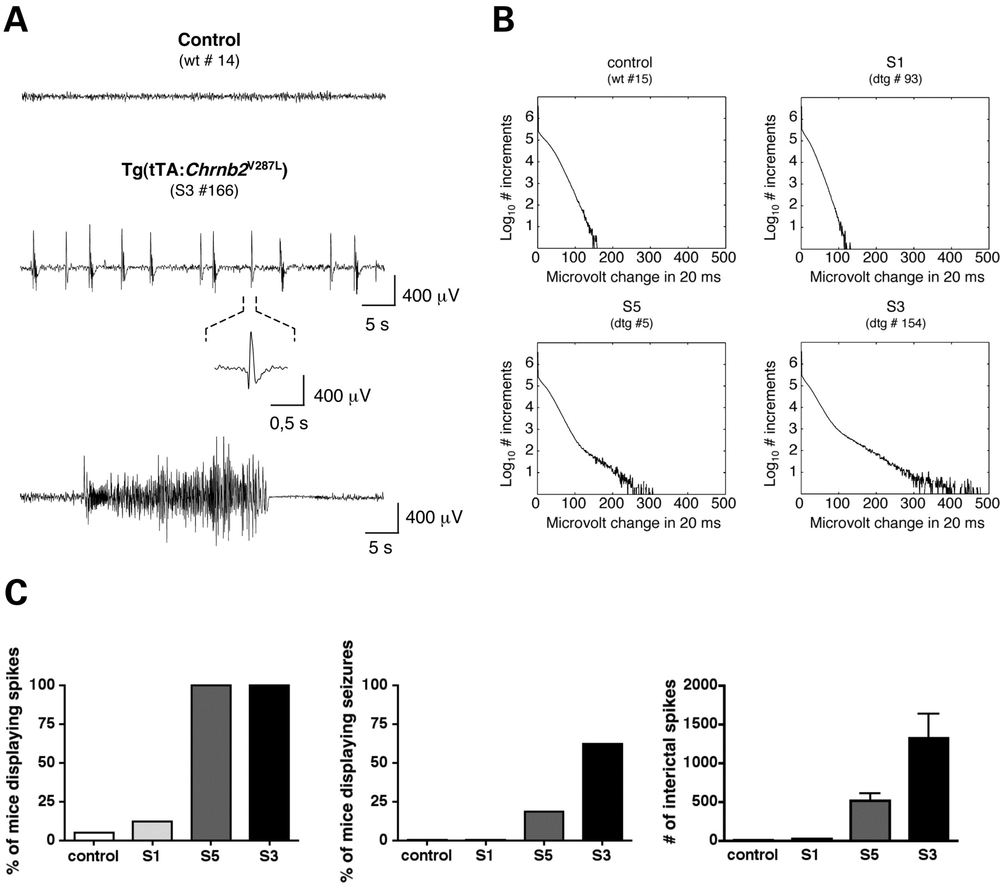 A
Control
(wt # 14)
Tg(tTA:Chrnb2V287L)
(S3 #166)
400 µV
5 s
400 µV
0,5 s
400 µV
5 s
B
control
(wt #15)
Log10 # increments
6
5
4
3
2
1
0 100 200 300 400 500
Microvolt change in 20 ms
S1
(dtg # 93)
Log10 # increments
6
5
4
3
2
1
0 100 200 300 400 500
Microvolt change in 20 ms
S5
(dtg #5)
Log10 # increments
6
5
4
3
2
1
0 100 200 300 400 500
Microvolt change in 20 ms
S3
(dtg # 154)
Log10 # increments
6
5
4
3
2
1
0 100 200 300 400 500
Microvolt change in 20 ms
C
% of mice displaying spikes
100
75
50
25
0
control S1 S5 S3
% of mice displaying seizures
100
75
50
25
0
control S1 S5 S3
# of interictal spikes
2000
1500
1000
500
0
control S1 S5 S3